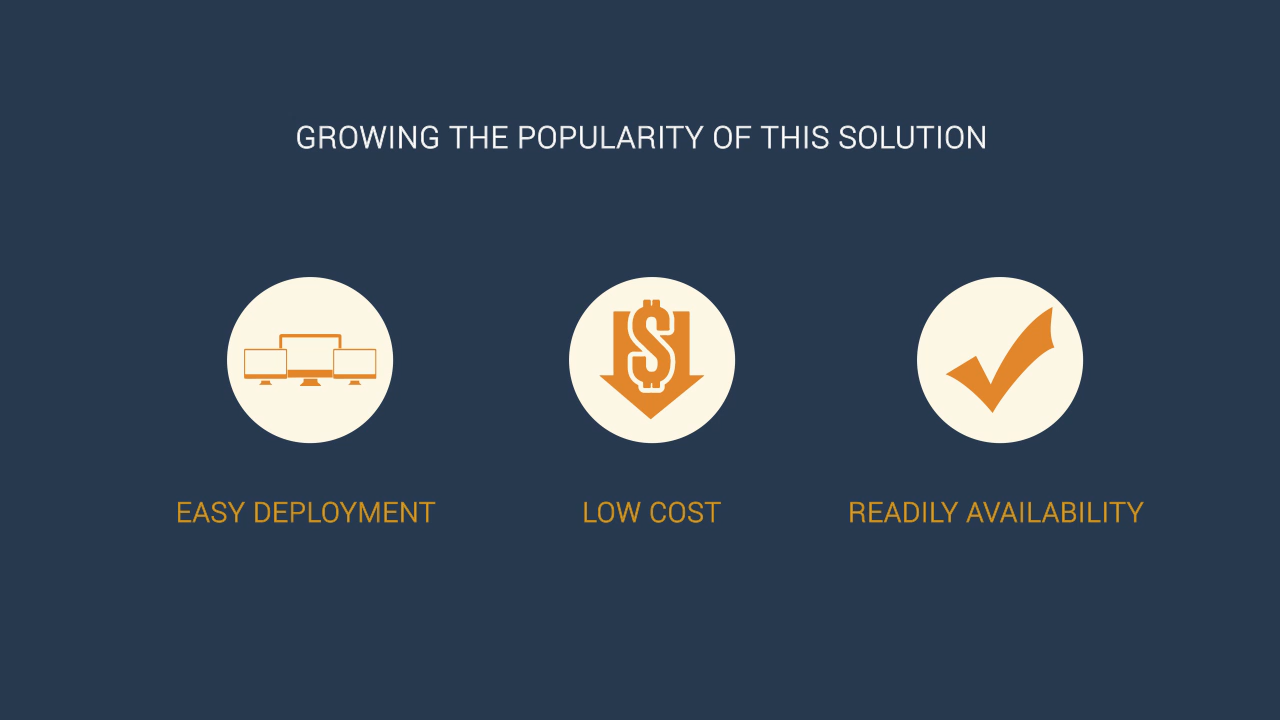 GROWING THE POPULARITY OF THIS SOLUTION
EASY DEPLOYMENT
LOW COST
READILY AVAILABILITY